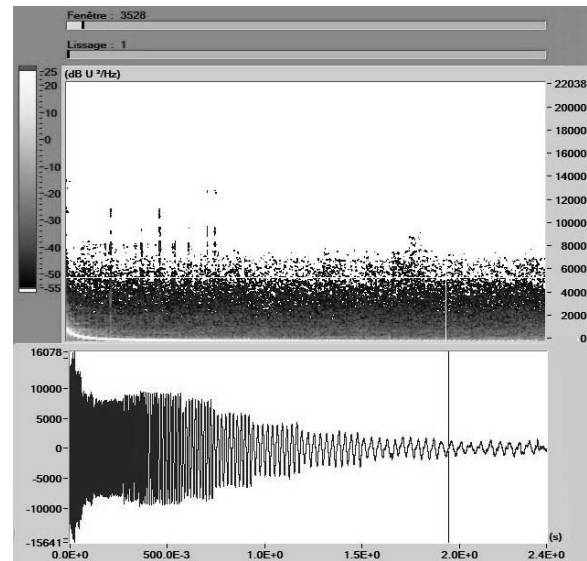 Fenêtre : 3528
Lissage : 1
(dB U ²/Hz)
25
20
10
0
-10
-20
-30
-40
-50
-55
22038
20000
18000
16000
14000
12000
10000
8000
6000
4000
2000
0
16078
10000
5000
0
-5000
-10000
-15641
0.0E+0
500.0E-3
1.0E+0
1.5E+0
2.0E+0
2.4E+0
(s)